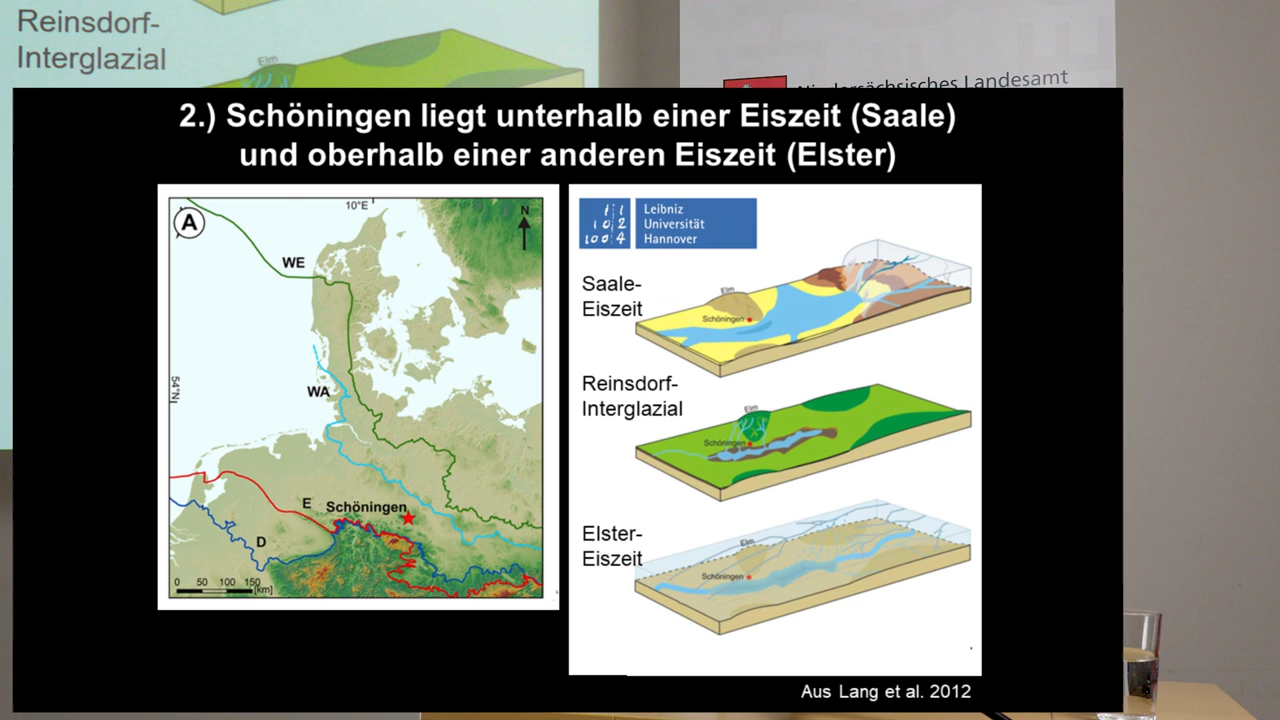 Reinsdorf-
Interglazial
Elm
Niedersächsisches Landesamt
2.) Schöningen liegt unterhalb einer Eiszeit (Saale)
und oberhalb einer anderen Eiszeit (Elster)
A
10°E
N
WE
54°N
WA
E
Schöningen
D
0 50 100 150
[km]
Leibniz
Universität
Hannover
Saale-
Eiszeit
Elm
Schöningen
Reinsdorf-
Interglazial
Elm
Schöningen
Elster-
Eiszeit
Elm
Schöningen
Aus Lang et al. 2012